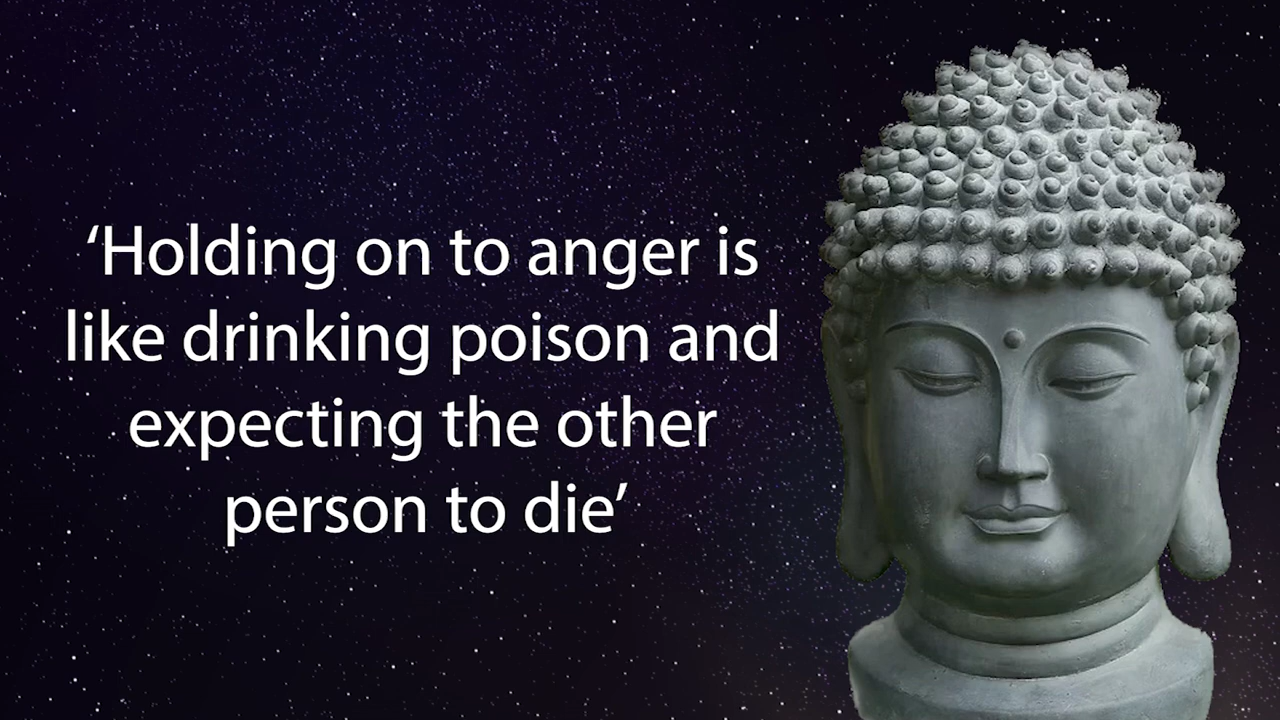 ‘Holding on to anger is
like drinking poison and
expecting the other
person to die’